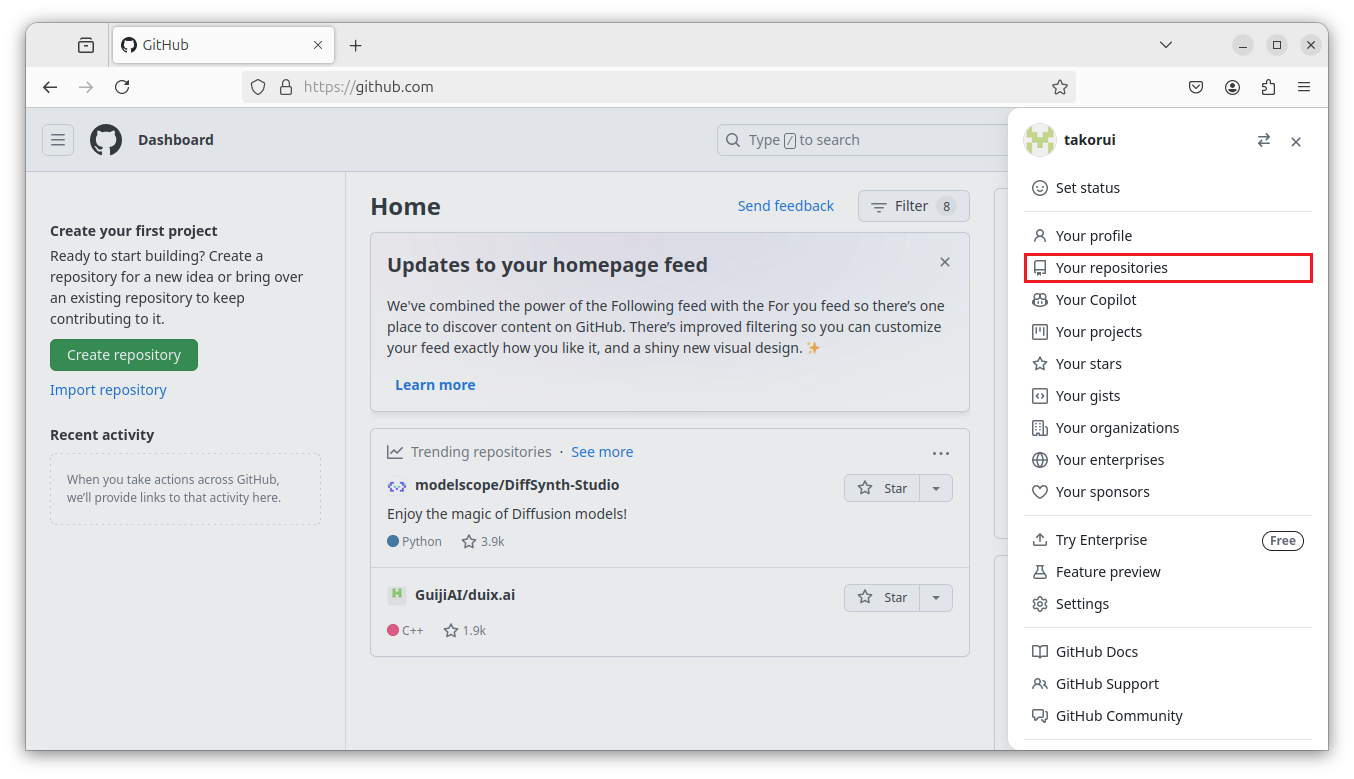 GitHub
https://github.com
Dashboard
Type / to search
takorui
Set status
Your profile
Your repositories
Your Copilot
Your projects
Your stars
Your gists
Your organizations
Your enterprises
Your sponsors
Try Enterprise Free
Feature preview
Settings
GitHub Docs
GitHub Support
GitHub Community
Create your first project
Ready to start building? Create a
repository for a new idea or bring over
an existing repository to keep
contributing to it.
Create repository
Import repository
Recent activity
When you take actions across GitHub,
we’ll provide links to that activity here.
Home
Send feedback
Filter 8
Updates to your homepage feed
We've combined the power of the Following feed with the For you feed so there’s one
place to discover content on GitHub. There’s improved filtering so you can customize
your feed exactly how you like it, and a shiny new visual design. ✨
Learn more
Trending repositories · See more
modelscope/DiffSynth-Studio
Star
Enjoy the magic of Diffusion models!
Python 3.9k
GuijiAI/duix.ai
Star
C++ 1.9k